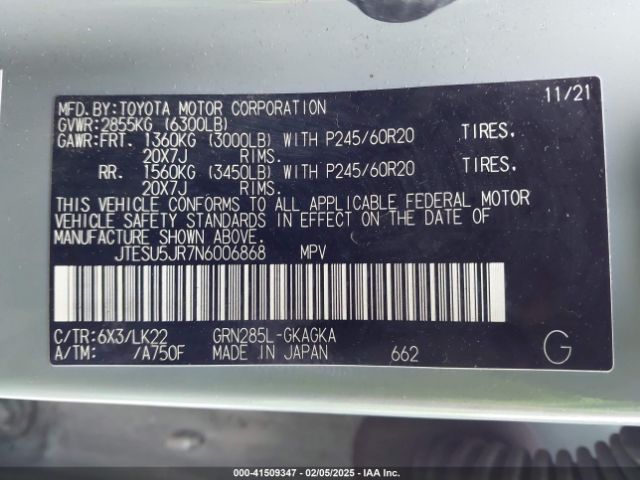 MFD.BY:TOYOTA MOTOR CORPORATION 11/21
GVWR:2855KG (6300LB)
GAWR:FRT. 1360KG (3000LB) WITH P245/60R20 TIRES.
20X7J RIMS.
RR. 1560KG (3450LB) WITH P245/60R20 TIRES.
20X7J RIMS.
THIS VEHICLE CONFORMS TO ALL APPLICABLE FEDERAL MOTOR
VEHICLE SAFETY STANDARDS IN EFFECT ON THE DATE OF
MANUFACTURE SHOWN ABOVE.
JTESU5JR7N6006868 MPV
C/TR:6X3/LK22 GRN285L-GKAGKA
A/TM: /A750F MADE IN JAPAN 662 G
000-41509347 - 02/05/2025 - IAA Inc.